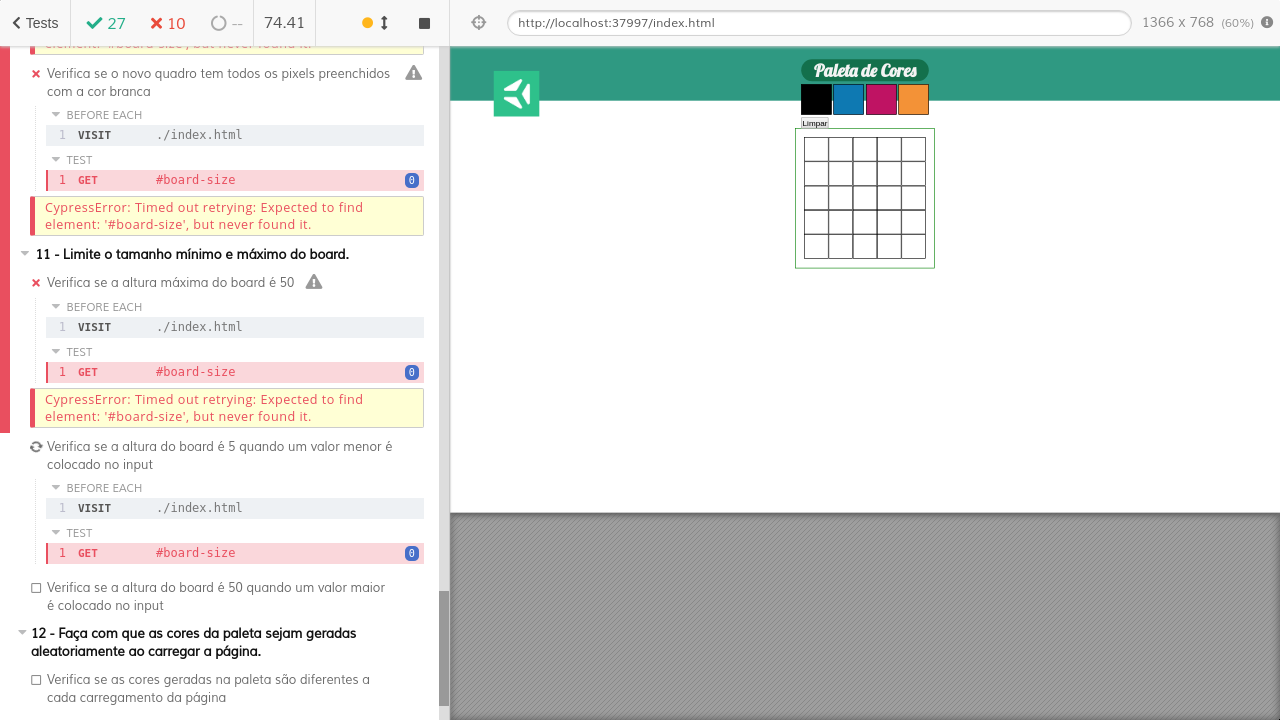 Tests
27
10
--
74.41
http://localhost:37997/index.html
1366 x 768 (60%)
element: '#board-size', but never found it.
Verifica se o novo quadro tem todos os pixels preenchidos
com a cor branca
BEFORE EACH
1 VISIT ./index.html
TEST
1 GET #board-size 0
CypressError: Timed out retrying: Expected to find
element: '#board-size', but never found it.
11 - Limite o tamanho mínimo e máximo do board.
Verifica se a altura máxima do board é 50
BEFORE EACH
1 VISIT ./index.html
TEST
1 GET #board-size 0
CypressError: Timed out retrying: Expected to find
element: '#board-size', but never found it.
Verifica se a altura do board é 5 quando um valor menor é
colocado no input
BEFORE EACH
1 VISIT ./index.html
TEST
1 GET #board-size 0
Verifica se a altura do board é 50 quando um valor maior
é colocado no input
12 - Faça com que as cores da paleta sejam geradas
aleatoriamente ao carregar a página.
Verifica se as cores geradas na paleta são diferentes a
cada carregamento da página
Paleta de Cores
Limpar